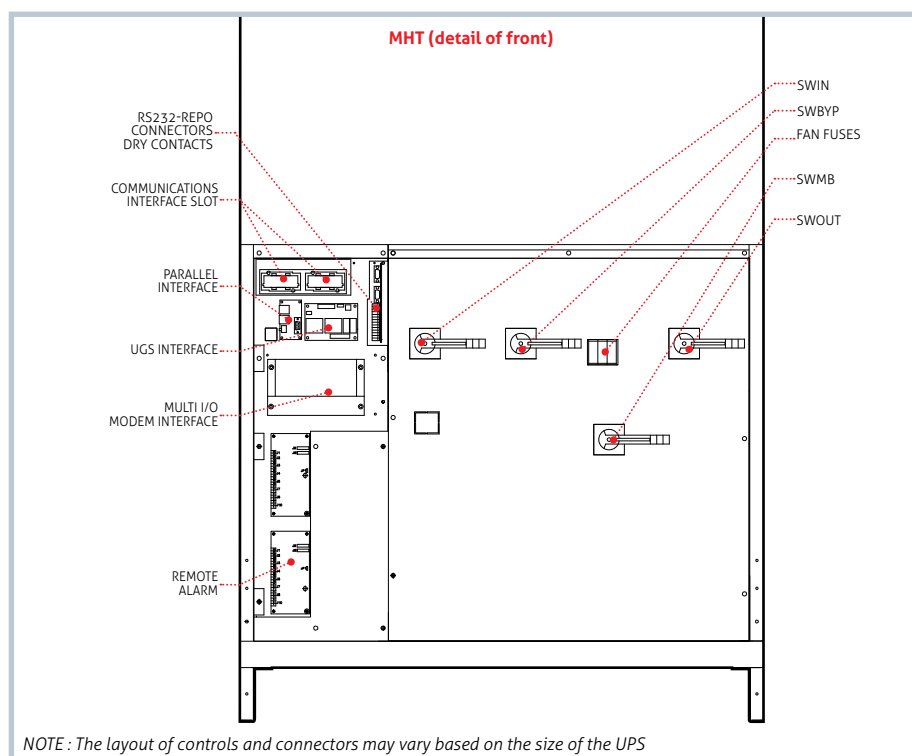 MHT (detail of front)
RS232-REPO
CONNECTORS
DRY CONTACTS
COMMUNICATIONS
INTERFACE SLOT
PARALLEL
INTERFACE
UGS INTERFACE
MULTI I/O
MODEM INTERFACE
REMOTE
ALARM
SWIN
SWBYP
FAN FUSES
SWMB
SWOUT
NOTE : The layout of controls and connectors may vary based on the size of the UPS